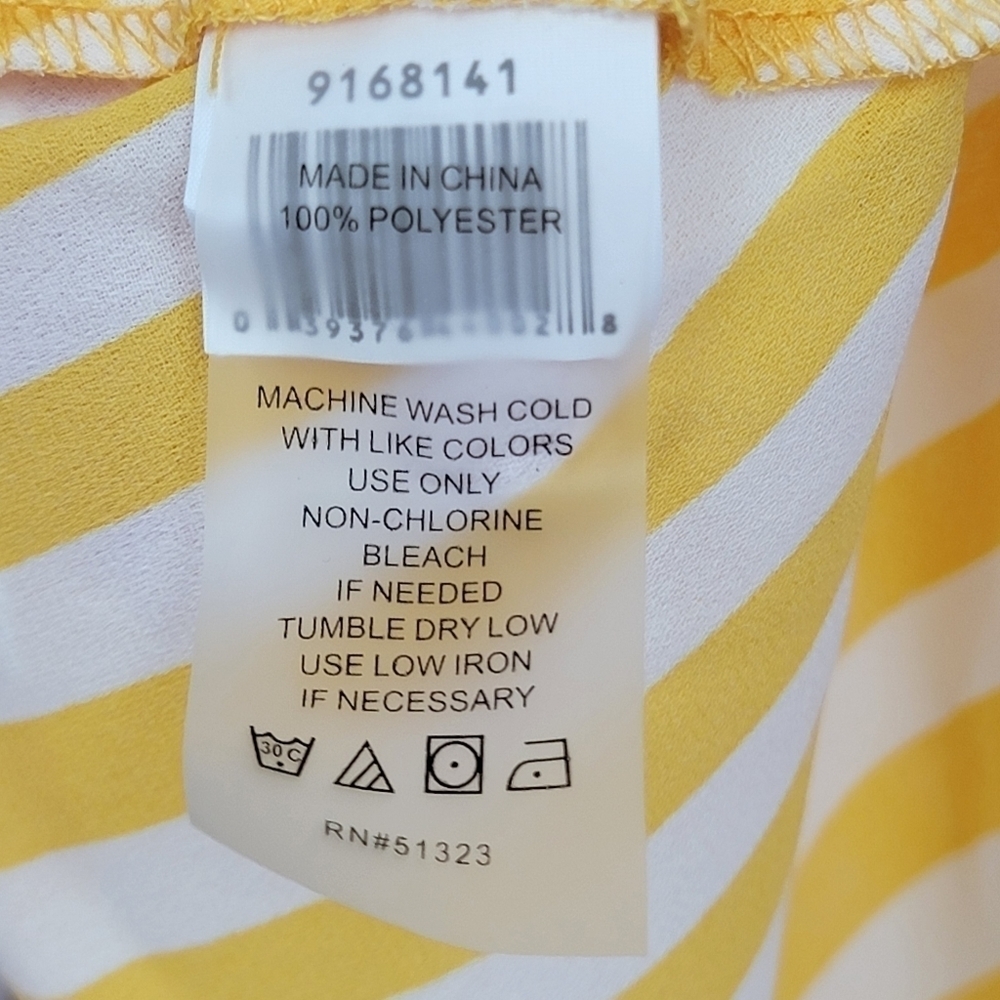 9168141
MADE IN CHINA
100% POLYESTER
MACHINE WASH COLD
WITH LIKE COLORS
USE ONLY
NON-CHLORINE
BLEACH
IF NEEDED
TUMBLE DRY LOW
USE LOW IRON
IF NECESSARY
30 C
RN#51323